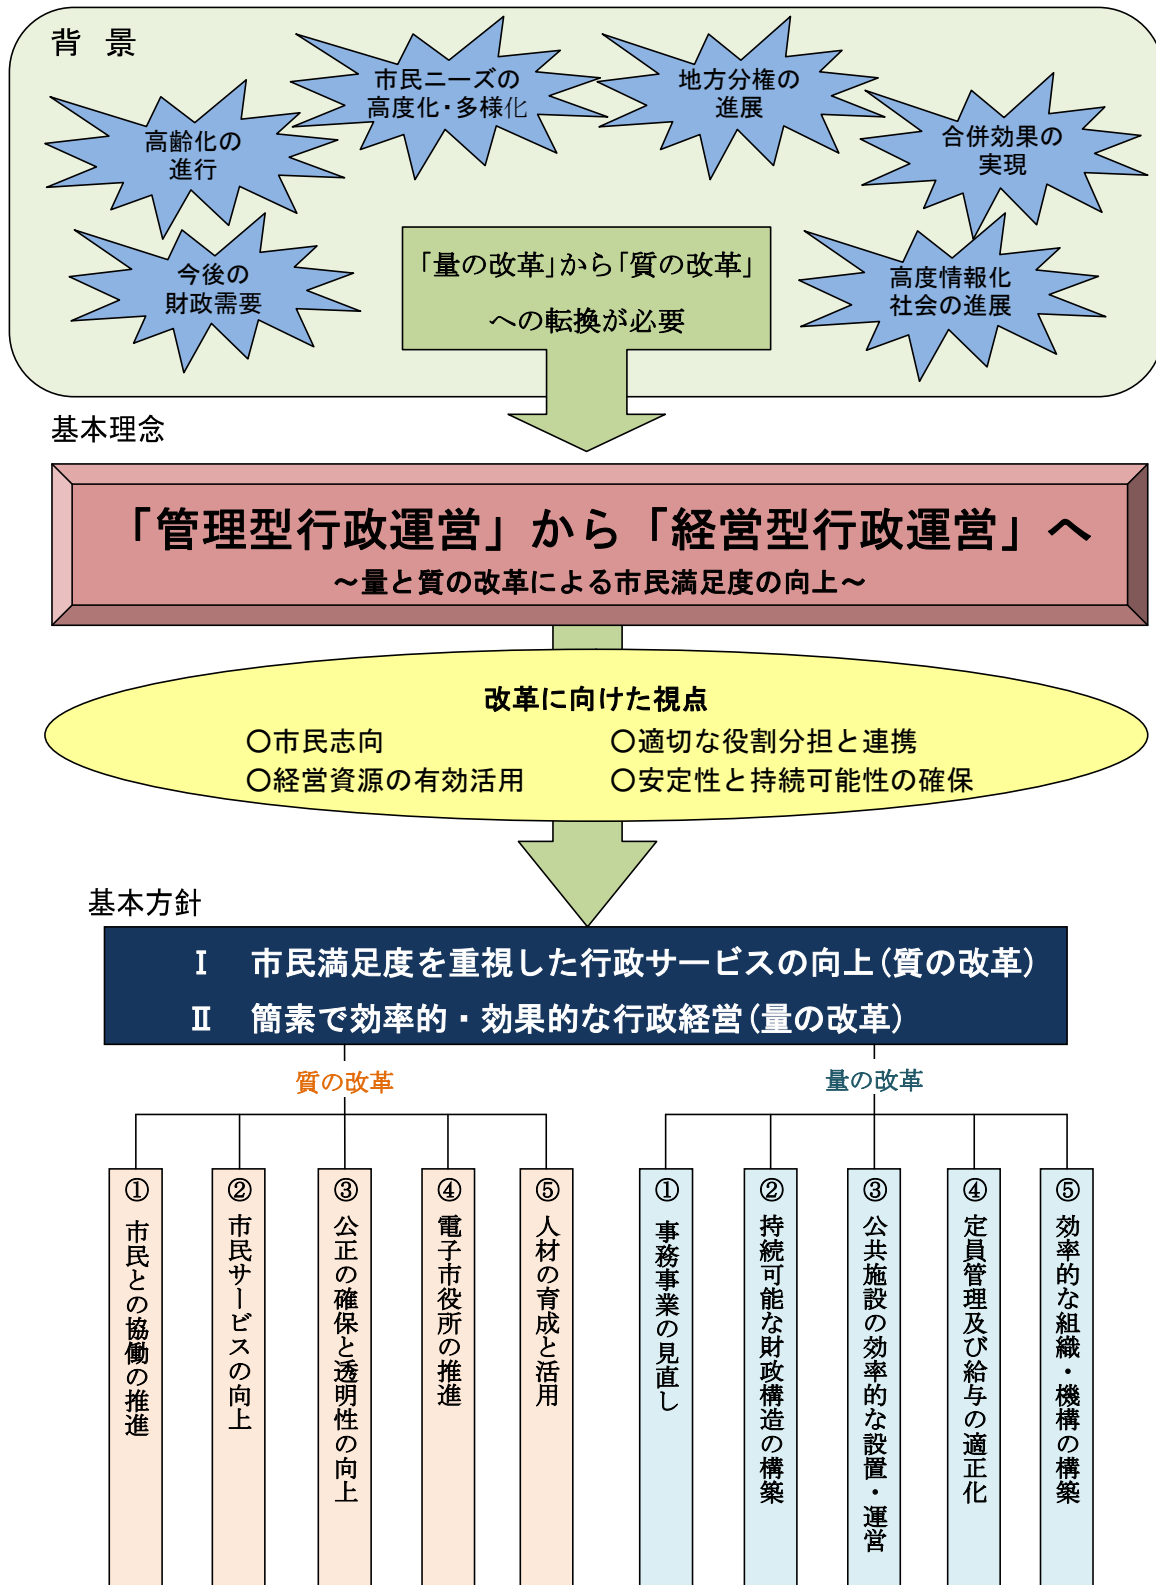 背 景
市民ニーズの
高度化・多様化
地方分権の
進展
高齢化の
進行
合併効果の
実現
今後の
財政需要
「量の改革」から「質の改革」
への転換が必要
高度情報化
社会の進展
基本理念
「管理型行政運営」から「経営型行政運営」へ
～量と質の改革による市民満足度の向上～
改革に向けた視点
○市民志向
○適切な役割分担と連携
○経営資源の有効活用
○安定性と持続可能性の確保
基本方針
Ⅰ 市民満足度を重視した行政サービスの向上(質の改革)
Ⅱ 簡素で効率的・効果的な行政経営(量の改革)
質の改革
量の改革
① 市民との協働の推進
② 市民サービスの向上
③ 公正の確保と透明性の向上
④ 電子市役所の推進
⑤ 人材の育成と活用
① 事務事業の見直し
② 持続可能な財政構造の構築
③ 公共施設の効率的な設置・運営
④ 定員管理及び給与の適正化
⑤ 効率的な組織・機構の構築